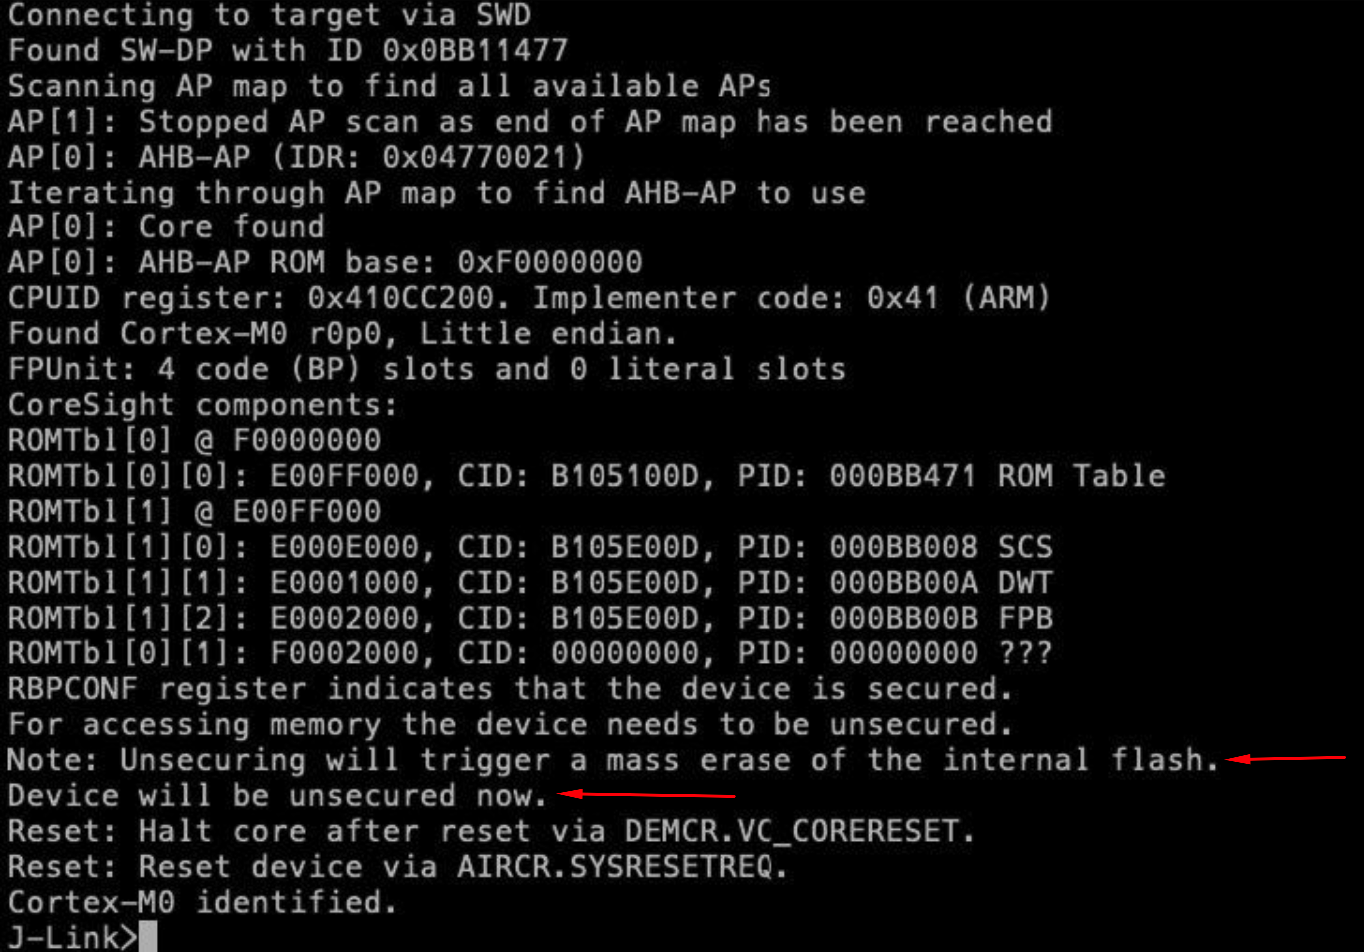 Connecting to target via SWD
Found SW-DP with ID 0x0BB11477
Scanning AP map to find all available APs
AP[1]: Stopped AP scan as end of AP map has been reached
AP[0]: AHB-AP (IDR: 0x04770021)
Iterating through AP map to find AHB-AP to use
AP[0]: Core found
AP[0]: AHB-AP ROM base: 0xF0000000
CPUID register: 0x410CC200. Implementer code: 0x41 (ARM)
Found Cortex-M0 r0p0, Little endian.
FPUnit: 4 code (BP) slots and 0 literal slots
CoreSight components:
ROMTbl[0] @ F0000000
ROMTbl[0][0]: E00FF000, CID: B105100D, PID: 000BB471 ROM Table
ROMTbl[1] @ E00FF000
ROMTbl[1][0]: E000E000, CID: B105E00D, PID: 000BB008 SCS
ROMTbl[1][1]: E0001000, CID: B105E00D, PID: 000BB00A DWT
ROMTbl[1][2]: E0002000, CID: B105E00D, PID: 000BB00B FPB
ROMTbl[0][1]: F0002000, CID: 00000000, PID: 00000000 ???
RBPCONF register indicates that the device is secured.
For accessing memory the device needs to be unsecured.
Note: Unsecuring will trigger a mass erase of the internal flash.
Device will be unsecured now.
Reset: Halt core after reset via DEMCR.VC_CORERESET.
Reset: Reset device via AIRCR.SYSRESETREQ.
Cortex-M0 identified.
J-Link>